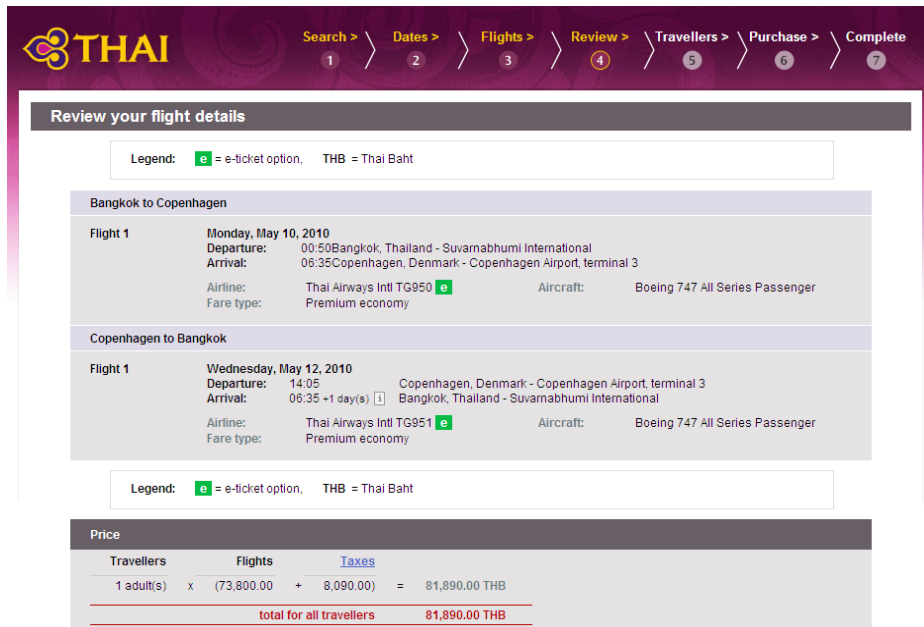 THAI
Search > Dates > Flights > Review > Travellers > Purchase > Complete
1 2 3 4 5 6 7
Review your flight details
Legend: e = e-ticket option, THB = Thai Baht
Bangkok to Copenhagen
Flight 1 Monday, May 10, 2010
Departure: 00:50Bangkok, Thailand - Suvarnabhumi International
Arrival: 06:35Copenhagen, Denmark - Copenhagen Airport, terminal 3
Airline: Thai Airways Intl TG950 e Aircraft: Boeing 747 All Series Passenger
Fare type: Premium economy
Copenhagen to Bangkok
Flight 1 Wednesday, May 12, 2010
Departure: 14:05 Copenhagen, Denmark - Copenhagen Airport, terminal 3
Arrival: 06:35 +1 day(s) i Bangkok, Thailand - Suvarnabhumi International
Airline: Thai Airways Intl TG951 e Aircraft: Boeing 747 All Series Passenger
Fare type: Premium economy
Legend: e = e-ticket option, THB = Thai Baht
Price
Travellers Flights Taxes
1 adult(s) x (73,800.00 + 8,090.00) = 81,890.00 THB
total for all travellers 81,890.00 THB